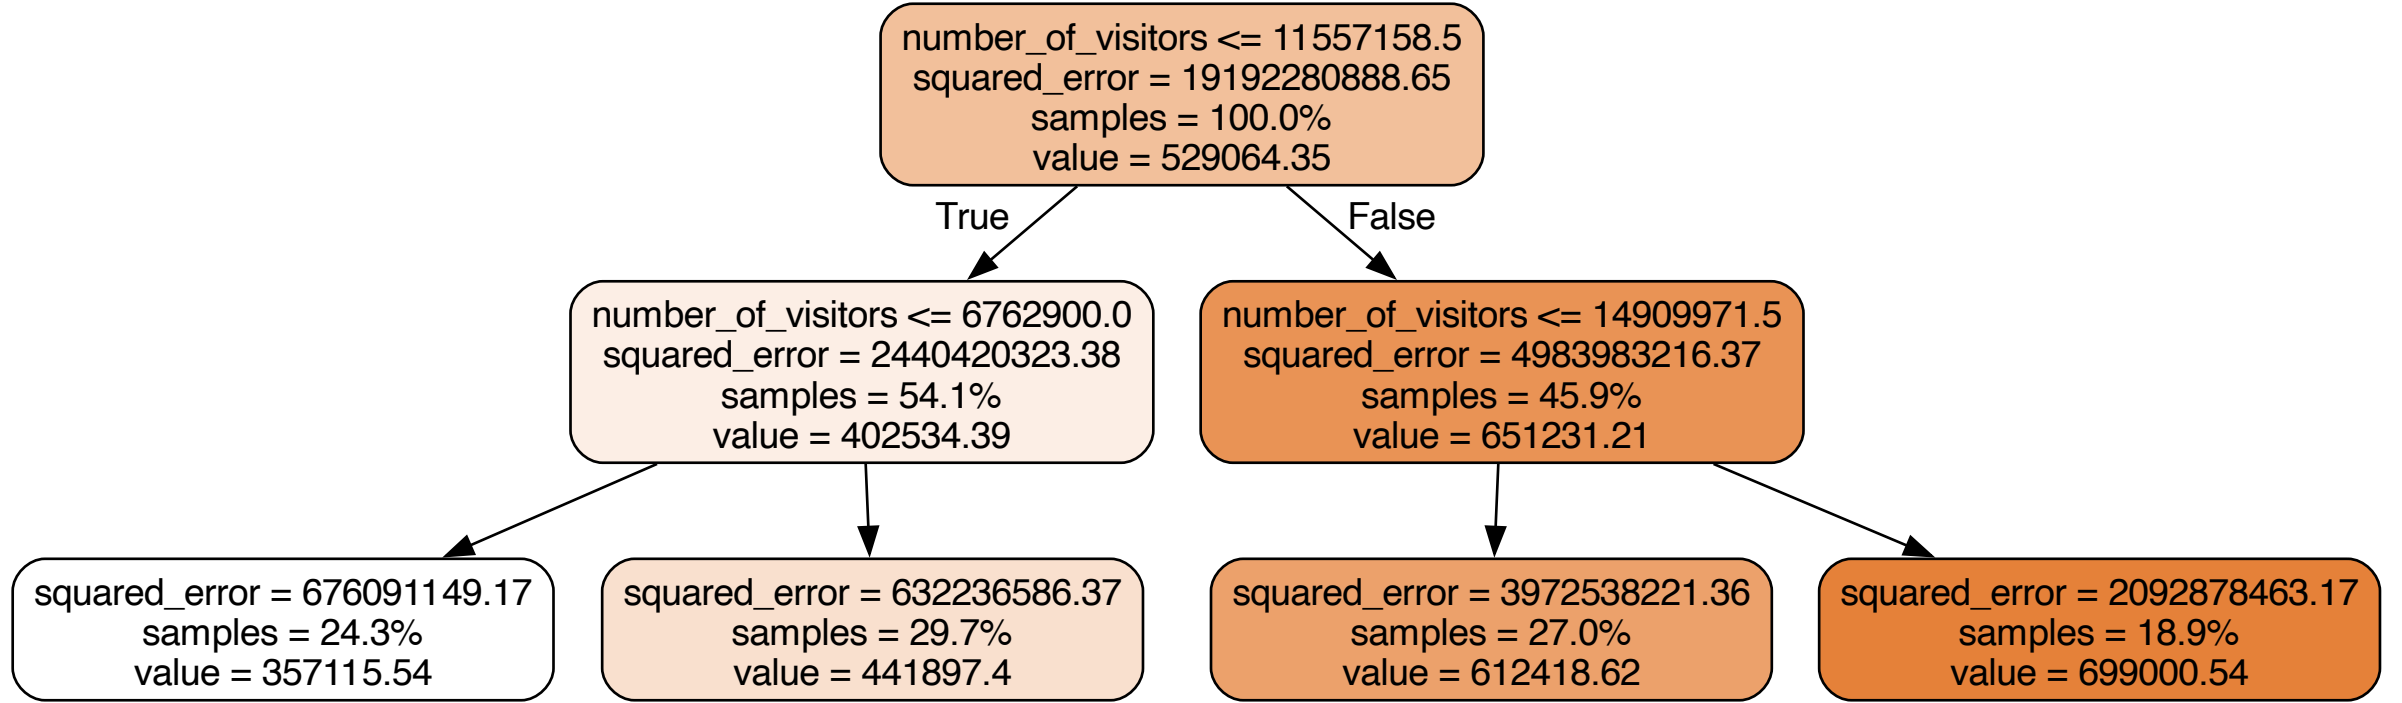 number_of_visitors <= 11557158.5
squared_error = 19192280888.65
samples = 100.0%
value = 529064.35
True
False
number_of_visitors <= 6762900.0
squared_error = 2440420323.38
samples = 54.1%
value = 402534.39
number_of_visitors <= 14909971.5
squared_error = 4983983216.37
samples = 45.9%
value = 651231.21
squared_error = 676091149.17
samples = 24.3%
value = 357115.54
squared_error = 632236586.37
samples = 29.7%
value = 441897.4
squared_error = 3972538221.36
samples = 27.0%
value = 612418.62
squared_error = 2092878463.17
samples = 18.9%
value = 699000.54